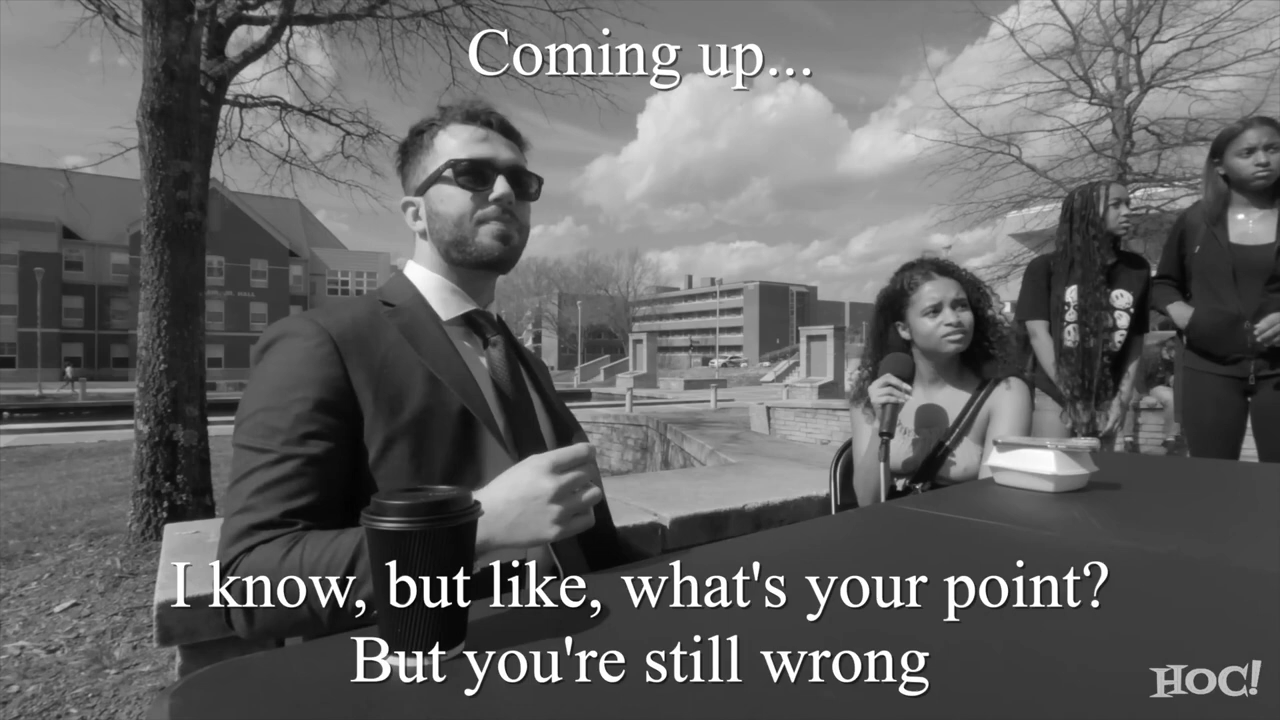 Coming up...
I know, but like, what's your point?
But you're still wrong
HOC!